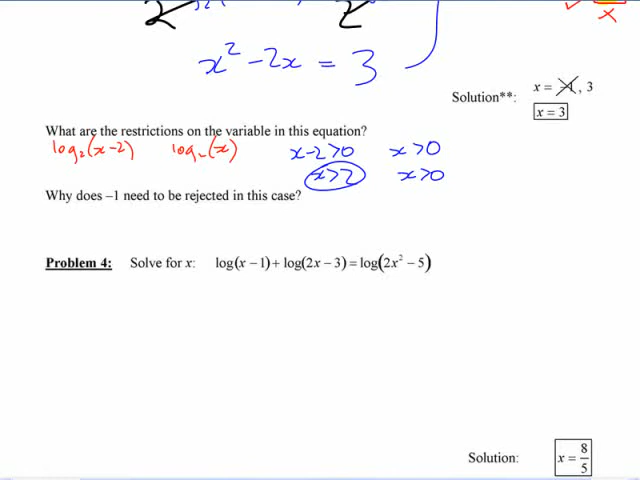 2 2
x
x² - 2x = 3
x = -1, 3
Solution**:
x = 3
What are the restrictions on the variable in this equation?
log₂(x-2) log₂(x) x-2>0 x>0
x>2 x>0
Why does –1 need to be rejected in this case?
Problem 4: Solve for x: log(x − 1) + log(2x − 3) = log(2x² − 5)
Solution: x = 8/5